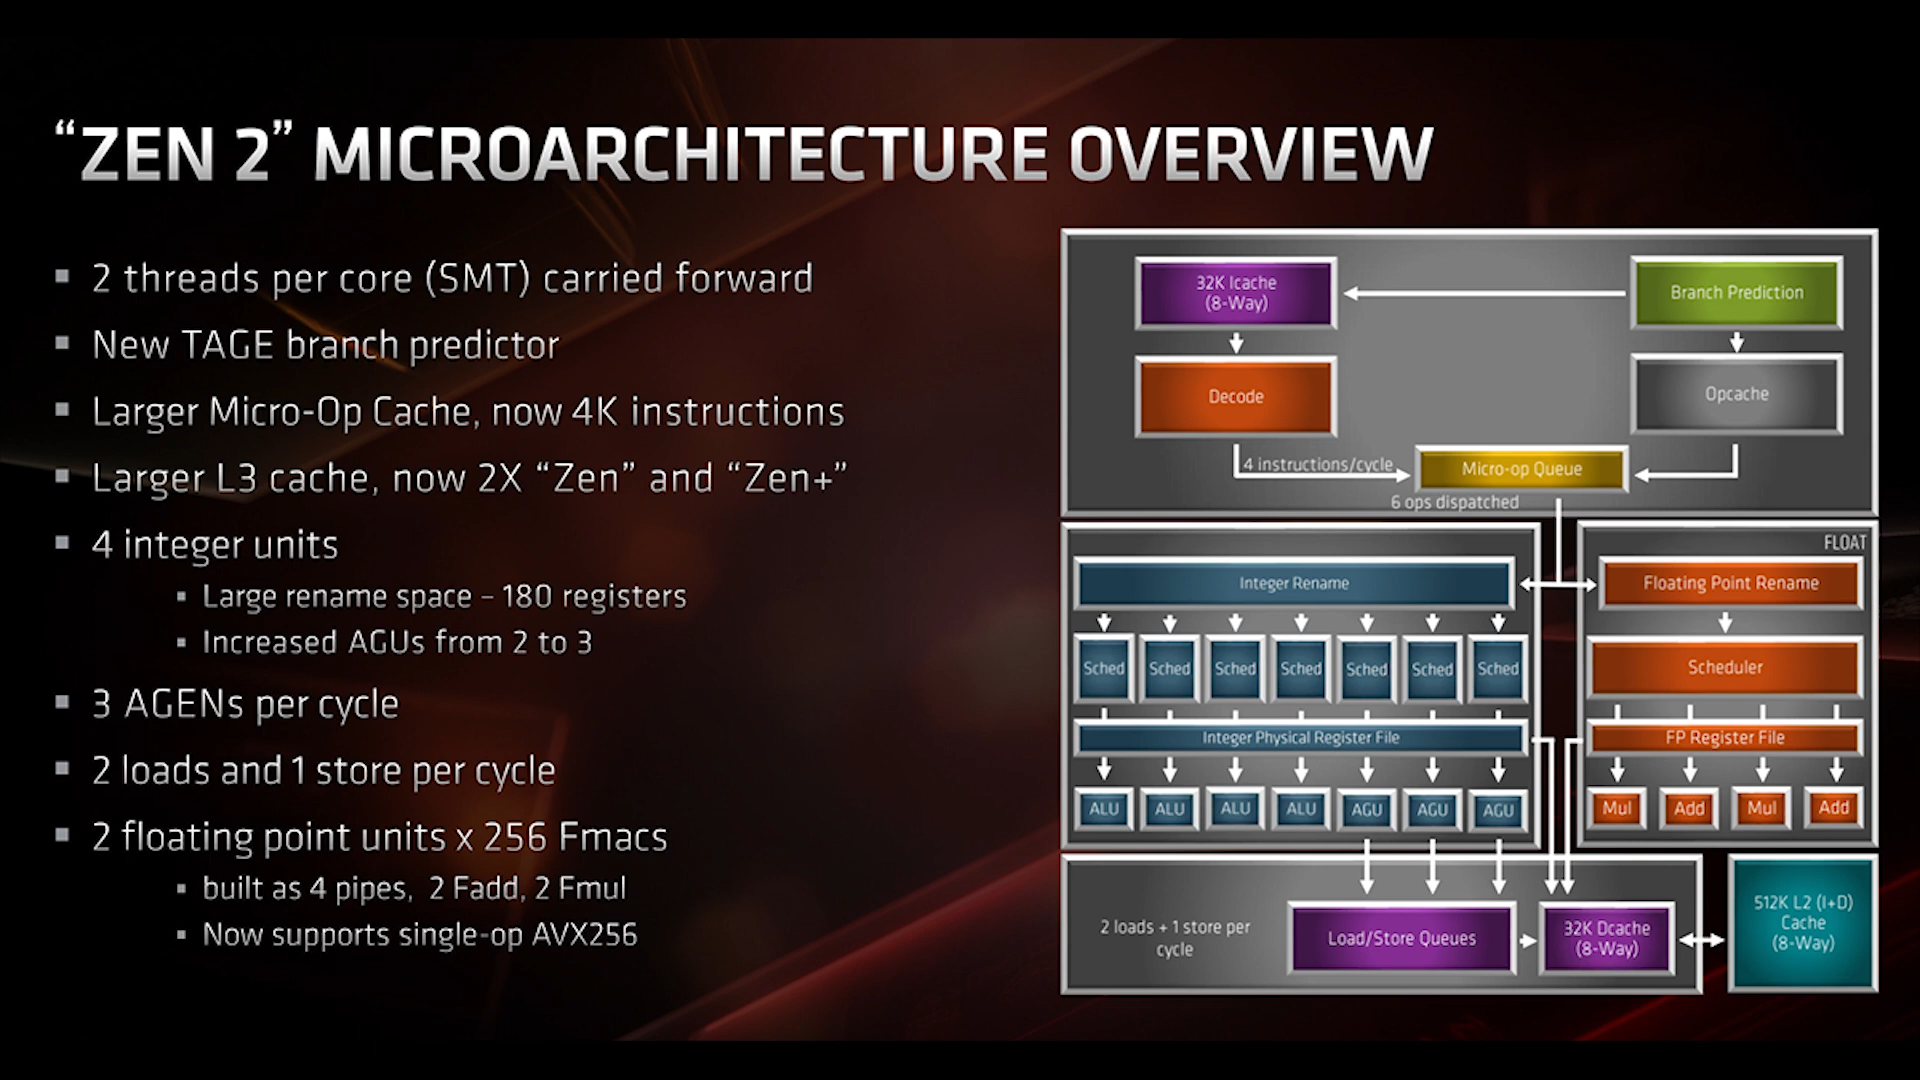 “ZEN 2” MICROARCHITECTURE OVERVIEW
2 threads per core (SMT) carried forward
New TAGE branch predictor
Larger Micro-Op Cache, now 4K instructions
Larger L3 cache, now 2X “Zen” and “Zen+”
4 integer units
Large rename space – 180 registers
Increased AGUs from 2 to 3
3 AGENs per cycle
2 loads and 1 store per cycle
2 floating point units x 256 Fmacs
built as 4 pipes, 2 Fadd, 2 Fmul
Now supports single-op AVX256
32K Icache
(8-Way)
Branch Prediction
Decode
Opcache
4 instructions/cycle
Micro-op Queue
6 ops dispatched
Integer Rename
Sched Sched Sched Sched Sched Sched Sched
Integer Physical Register File
ALU ALU ALU ALU AGU AGU AGU
FLOAT
Floating Point Rename
Scheduler
FP Register File
Mul Add Mul Add
2 loads + 1 store per
cycle
Load/Store Queues
32K Dcache
(8-Way)
512K L2 (I+D)
Cache
(8-Way)